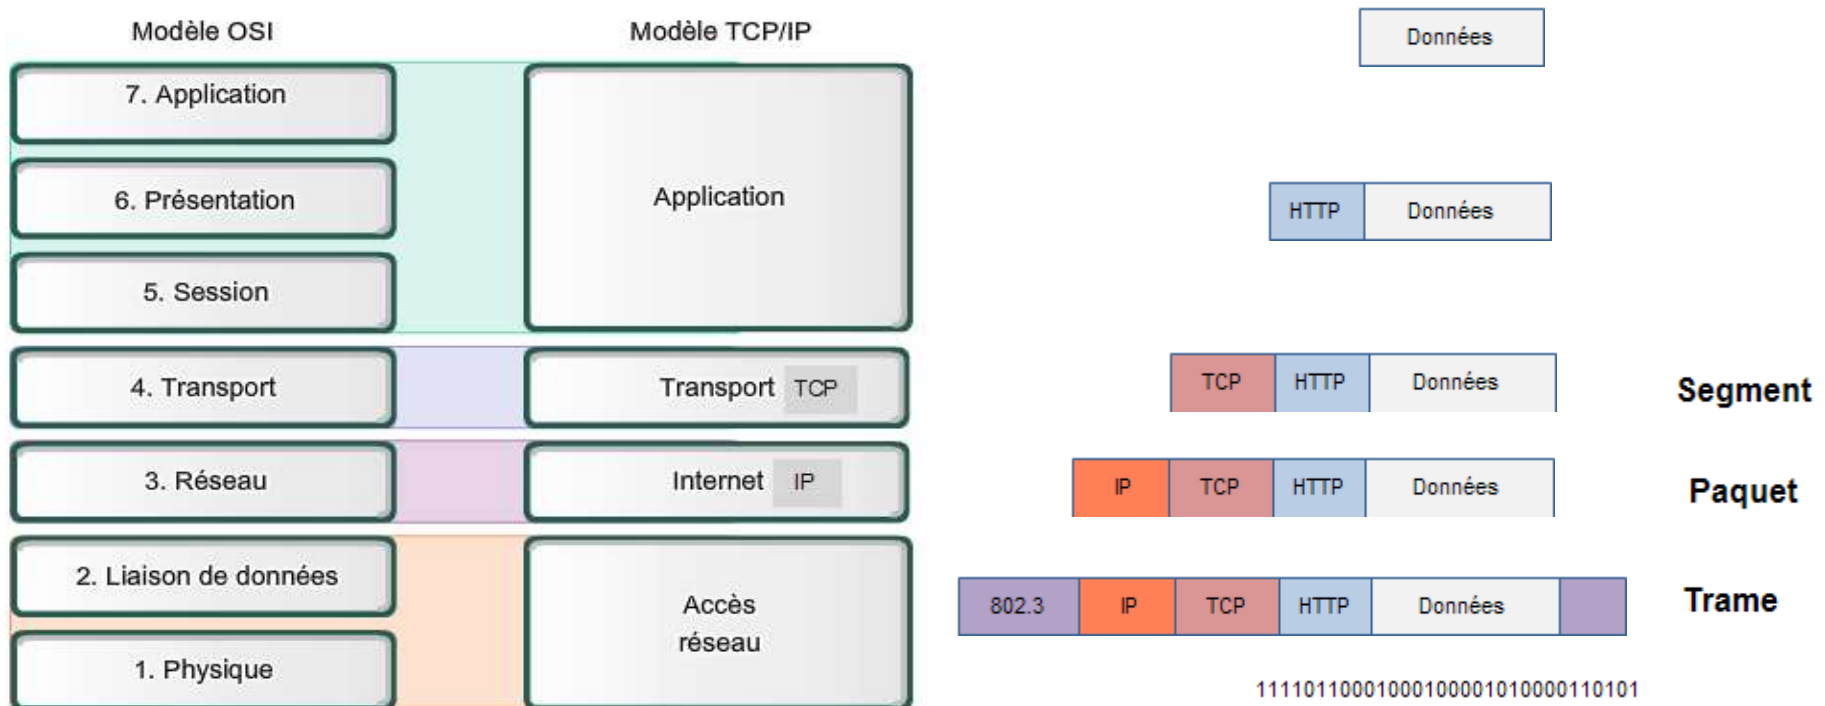 Modèle OSI
Modèle TCP/IP
Données
7. Application
6. Présentation
5. Session
Application
HTTP Données
4. Transport
Transport TCP
TCP HTTP Données
Segment
3. Réseau
Internet IP
IP TCP HTTP Données
Paquet
2. Liaison de données
1. Physique
Accès
réseau
802.3 IP TCP HTTP Données
Trame
1111011000100010000101000011010​1